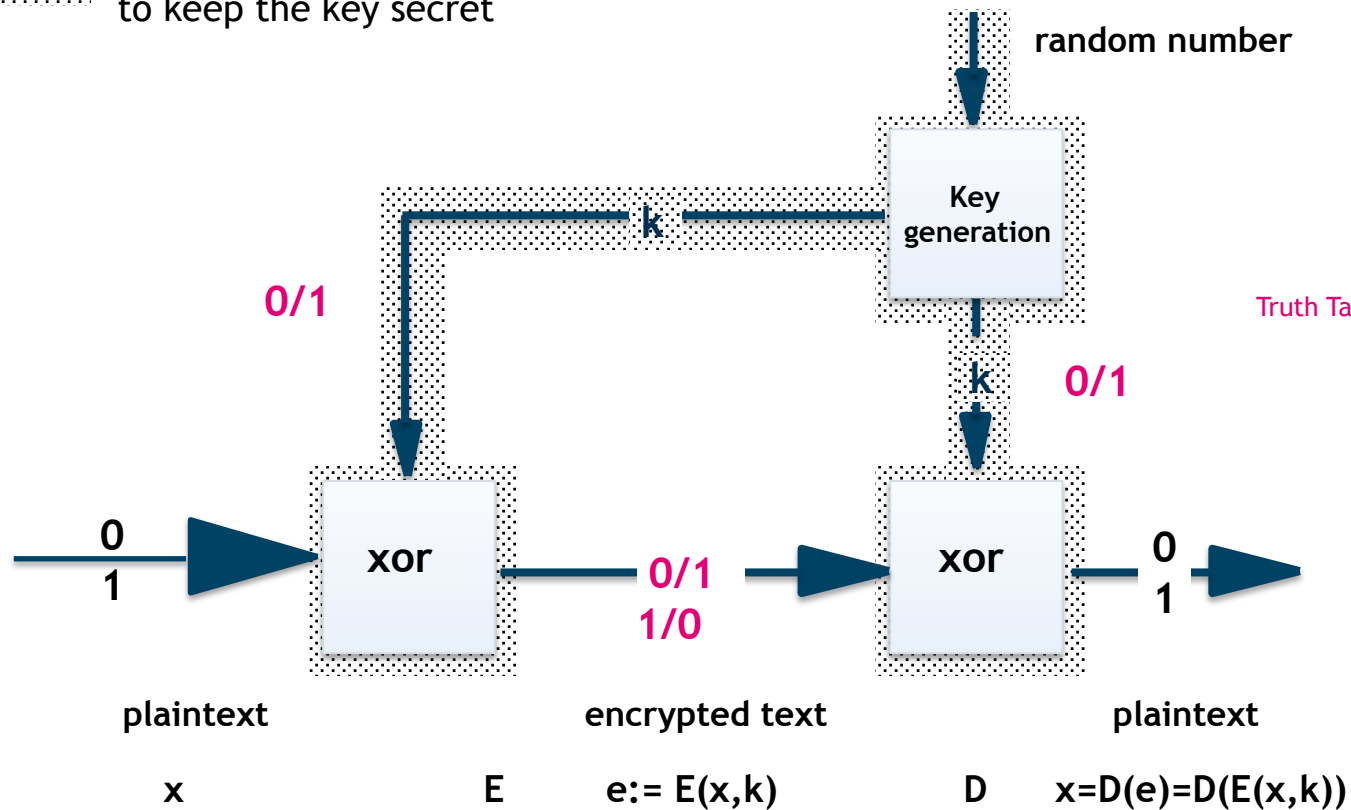 to keep the key secret
random number
Key
generation
k
0/1
Truth Ta
k
0/1
0
1
xor
0/1
1/0
xor
0
1
plaintext
encrypted text
plaintext
x
E
e:= E(x,k)
D
x=D(e)=D(E(x,k))